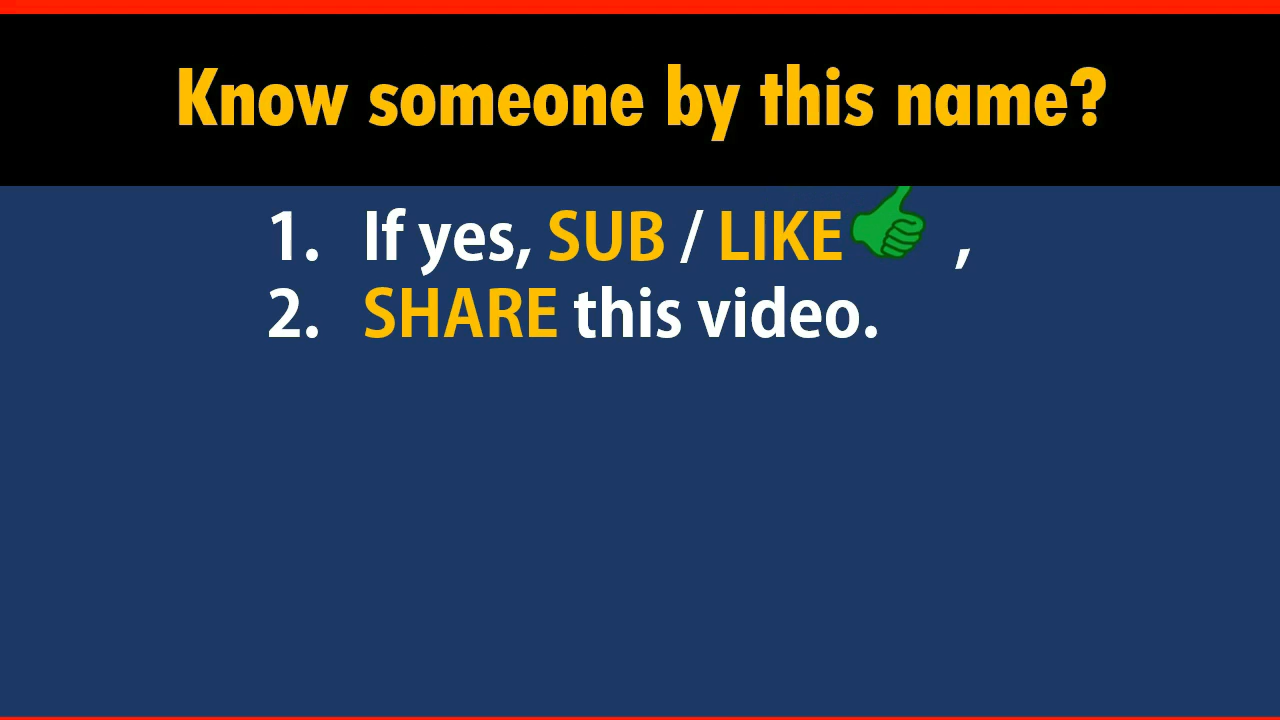 Know someone by this name?
1. If yes, SUB / LIKE ,
2. SHARE this video.